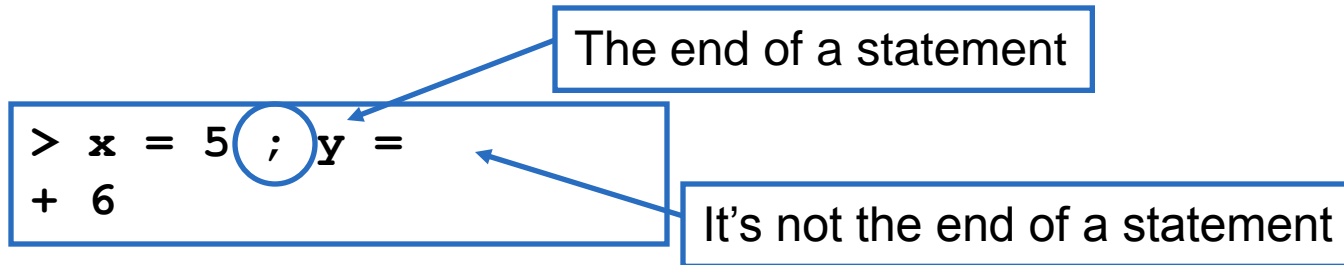 The end of a statement
> x = 5 ; y =
+ 6
It's not the end of a statement